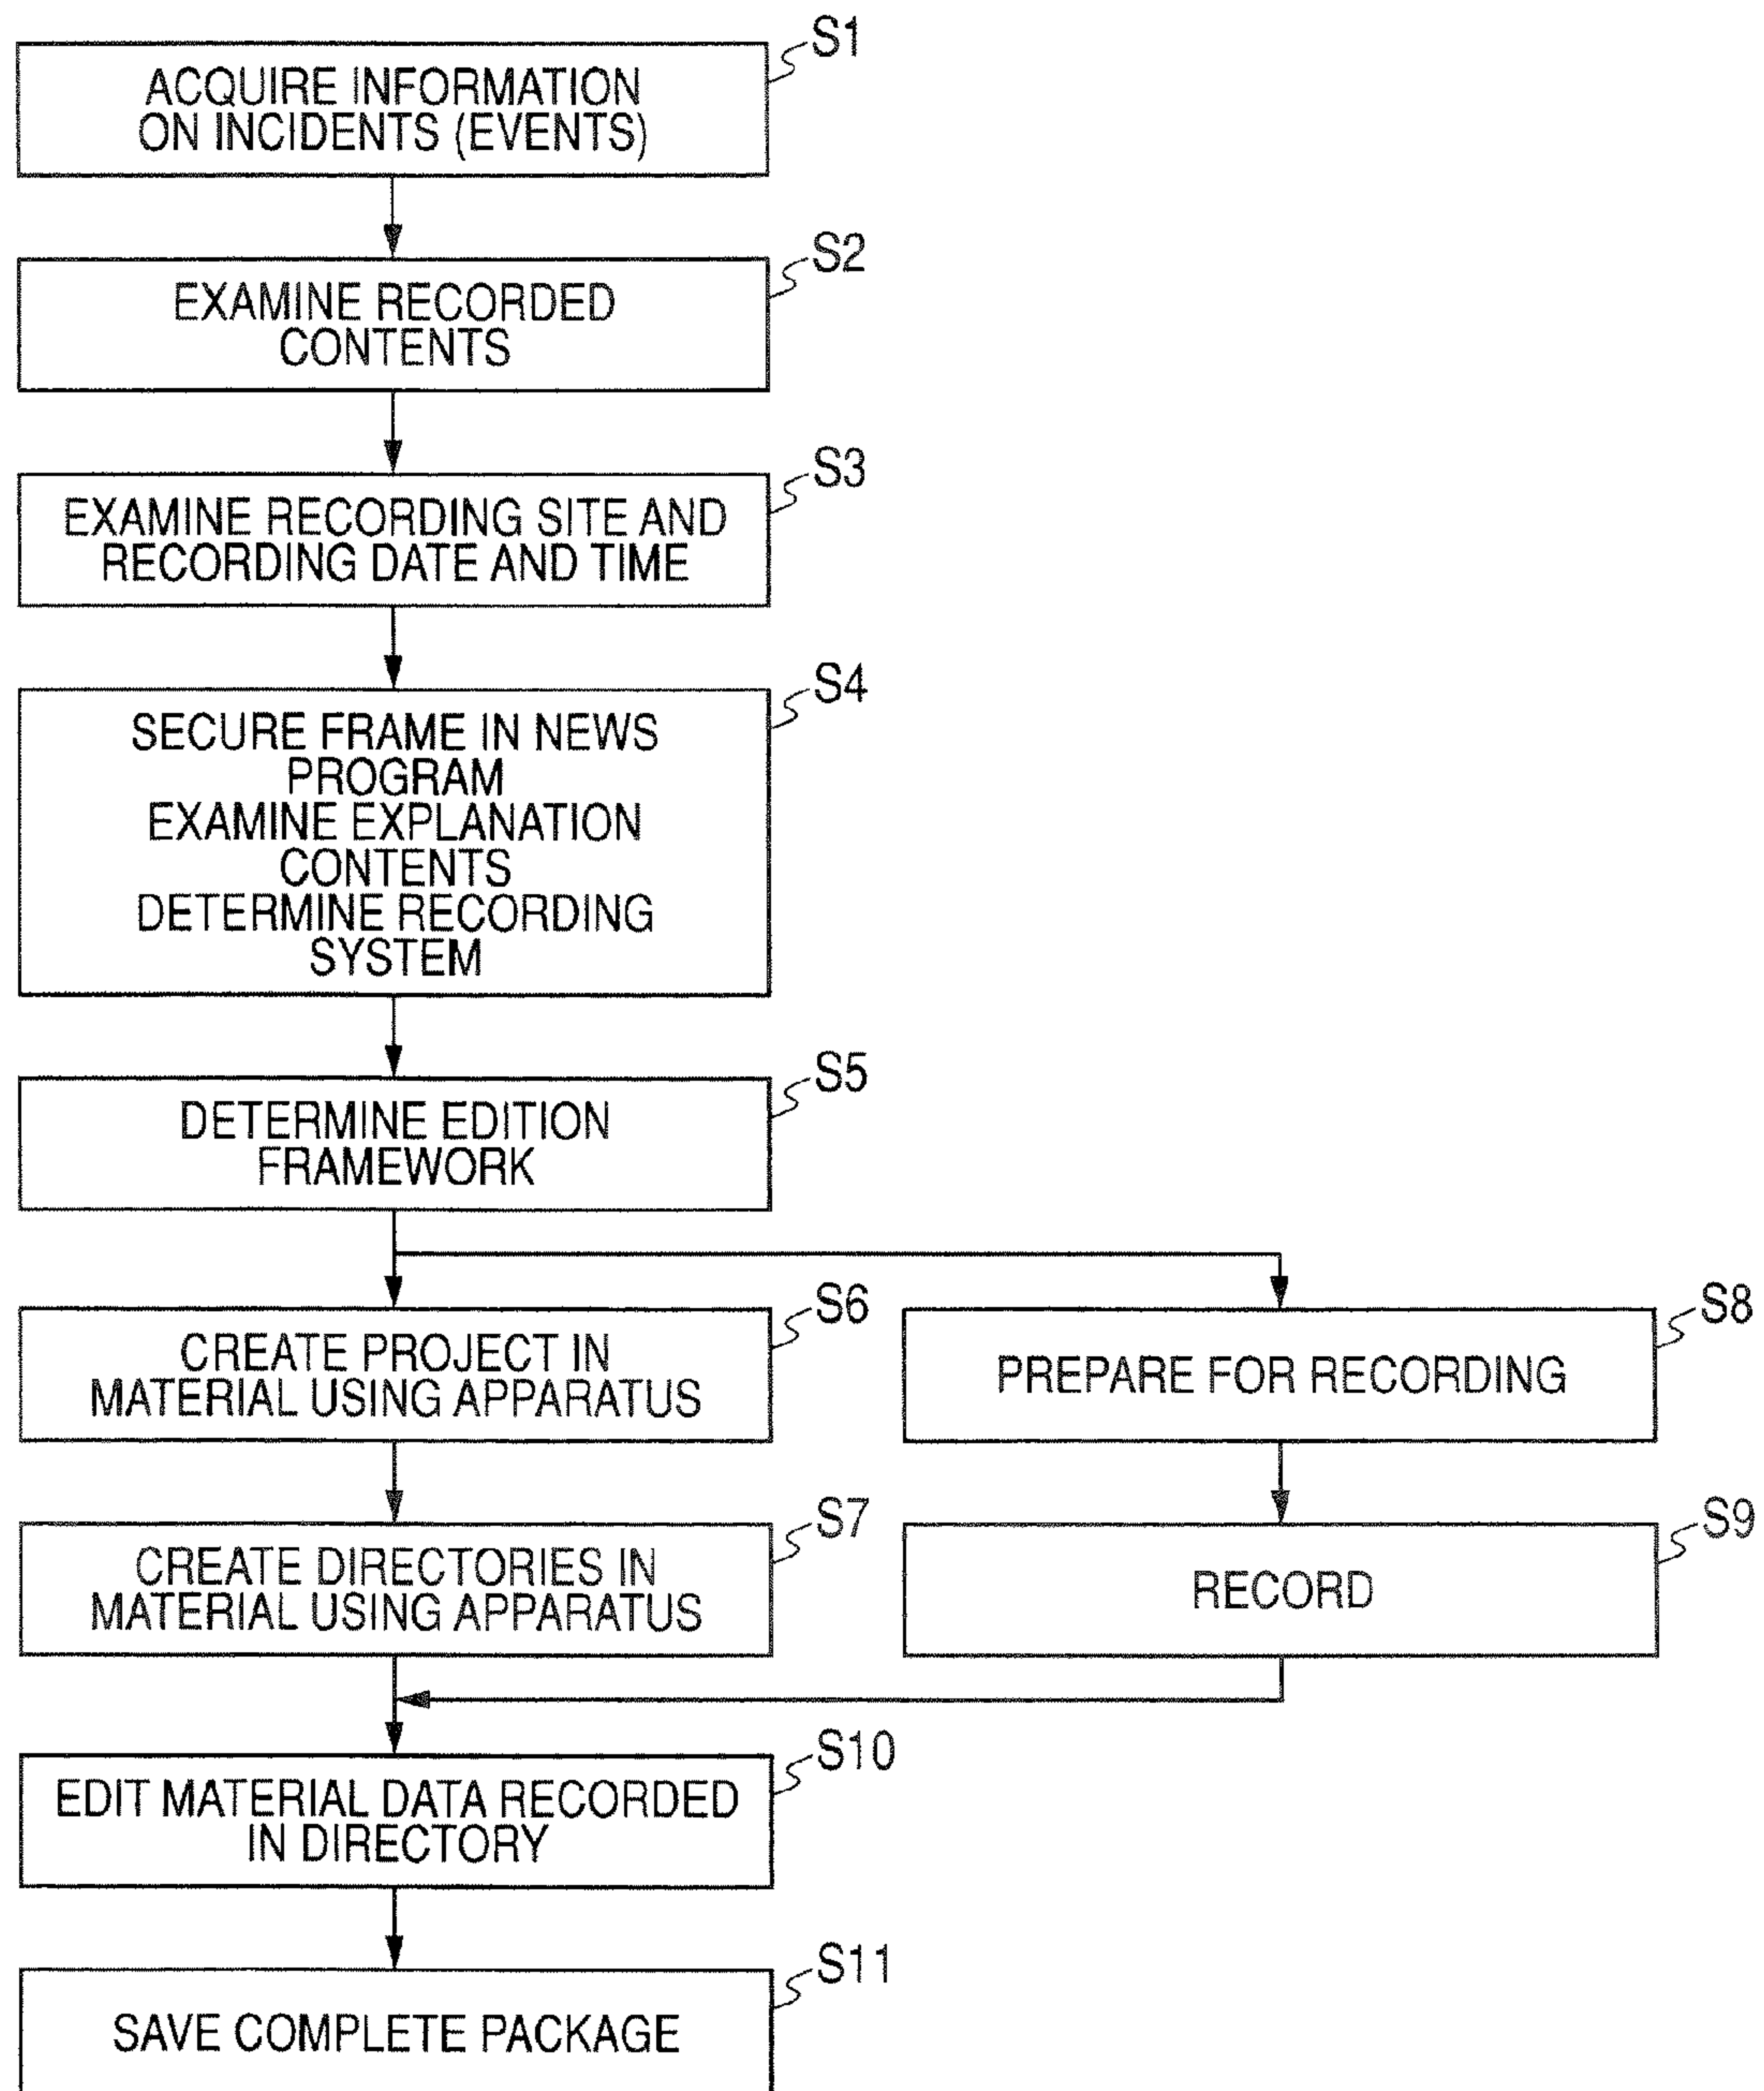 S1
ACQUIRE INFORMATION
ON INCIDENTS (EVENTS)
S2
EXAMINE RECORDED
CONTENTS
S3
EXAMINE RECORDING SITE AND
RECORDING DATE AND TIME
S4
SECURE FRAME IN NEWS
PROGRAM
EXAMINE EXPLANATION
CONTENTS
DETERMINE RECORDING
SYSTEM
S5
DETERMINE EDITION
FRAMEWORK
S6
CREATE PROJECT IN
MATERIAL USING APPARATUS
S8
PREPARE FOR RECORDING
S7
CREATE DIRECTORIES IN
MATERIAL USING APPARATUS
S9
RECORD
S10
EDIT MATERIAL DATA RECORDED
IN DIRECTORY
S11
SAVE COMPLETE PACKAGE